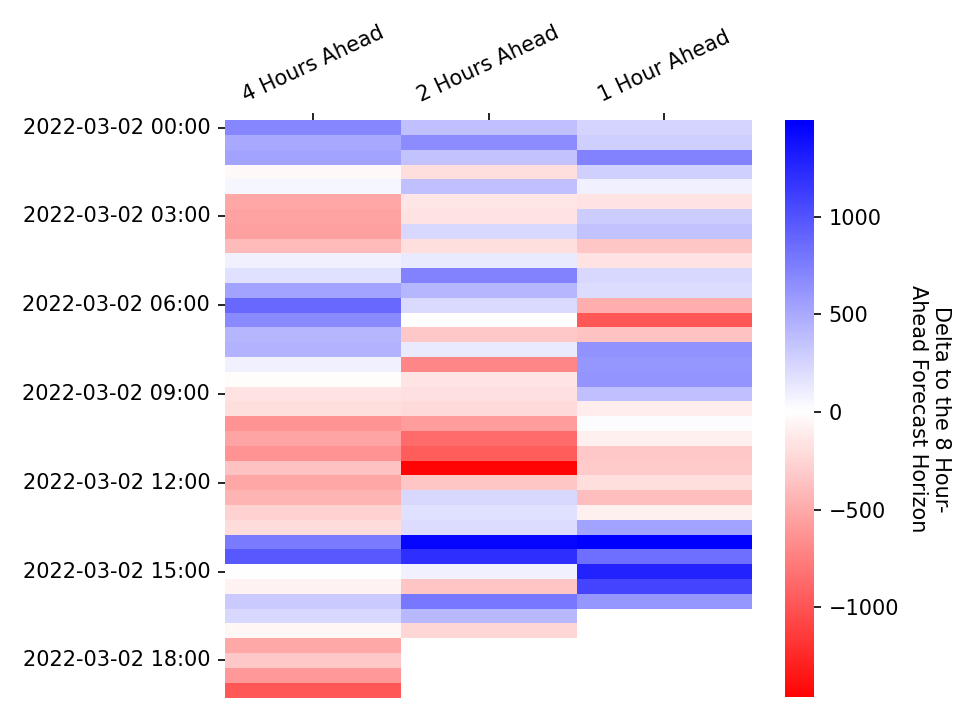 4 Hours Ahead
2 Hours Ahead
1 Hour Ahead
2022-03-02 00:00
2022-03-02 03:00
2022-03-02 06:00
2022-03-02 09:00
2022-03-02 12:00
2022-03-02 15:00
2022-03-02 18:00
1000
500
0
−500
−1000
Delta to the 8 Hour-
Ahead Forecast Horizon